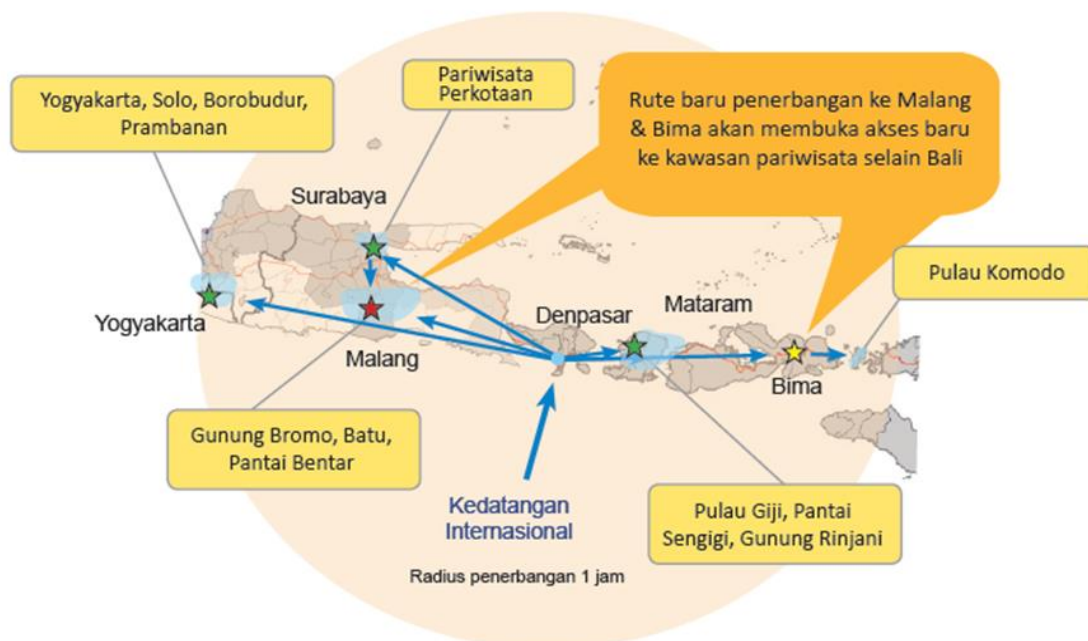 Yogyakarta, Solo, Borobudur,
Prambanan
Pariwisata
Perkotaan
Rute baru penerbangan ke Malang
& Bima akan membuka akses baru
ke kawasan pariwisata selain Bali
Surabaya
Pulau Komodo
Yogyakarta
Malang
Denpasar
Mataram
Bima
Gunung Bromo, Batu,
Pantai Bentar
Kedatangan
Internasional
Pulau Giji, Pantai
Sengigi, Gunung Rinjani
Radius penerbangan 1 jam